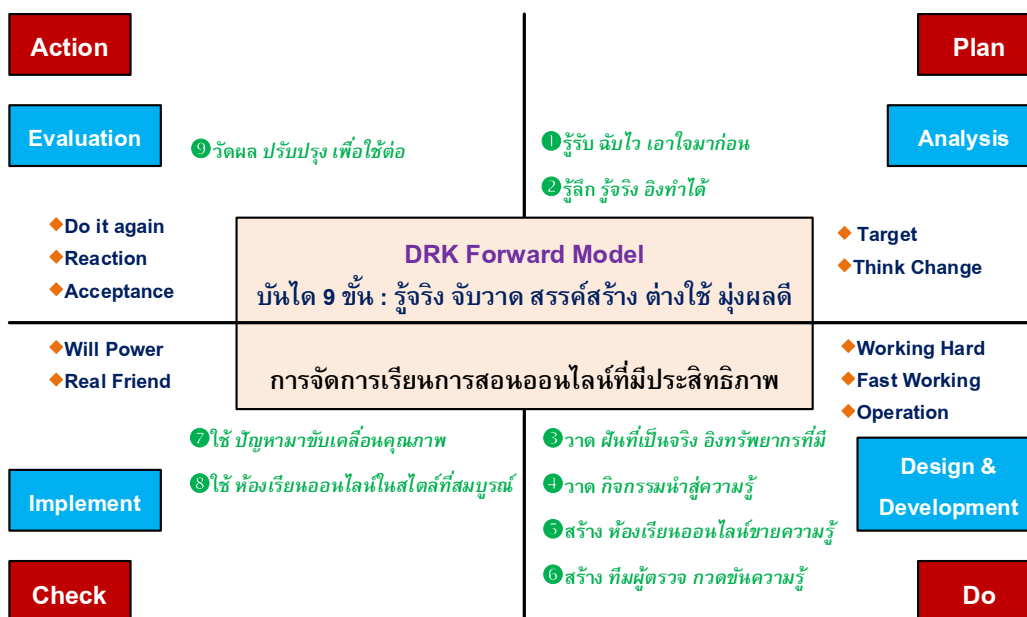 Action
Plan
Evaluation
Analysis
❾วัดผล ปรับปรุง เพื่อใช้ต่อ
❶รู้รับ ฉับไว เอาใจมาก่อน
❷รู้ลึก รู้จริง อิงทำได้
◆Do it again
◆Reaction
◆Acceptance
◆ Target
◆Think Change
DRK Forward Model
บันได 9 ขั้น : รู้จริง จับวาด สรรค์สร้าง ต่างใช้ มุ่งผลดี
การจัดการเรียนการสอนออนไลน์ที่มีประสิทธิภาพ
◆Will Power
◆Real Friend
◆Working Hard
◆Fast Working
◆Operation
❼ใช้ ปัญหามาขับเคลื่อนคุณภาพ
❽ใช้ ห้องเรียนออนไลน์ในสไตล์ที่สมบูรณ์
❸วาด ฝันที่เป็นจริง อิงทรัพยากรที่มี
❹วาด กิจกรรมนำสู่ความรู้
❺สร้าง ห้องเรียนออนไลน์ขายความรู้
❻สร้าง ทีมผู้ตรวจ กวดขันความรู้
Implement
Design &
Development
Check
Do